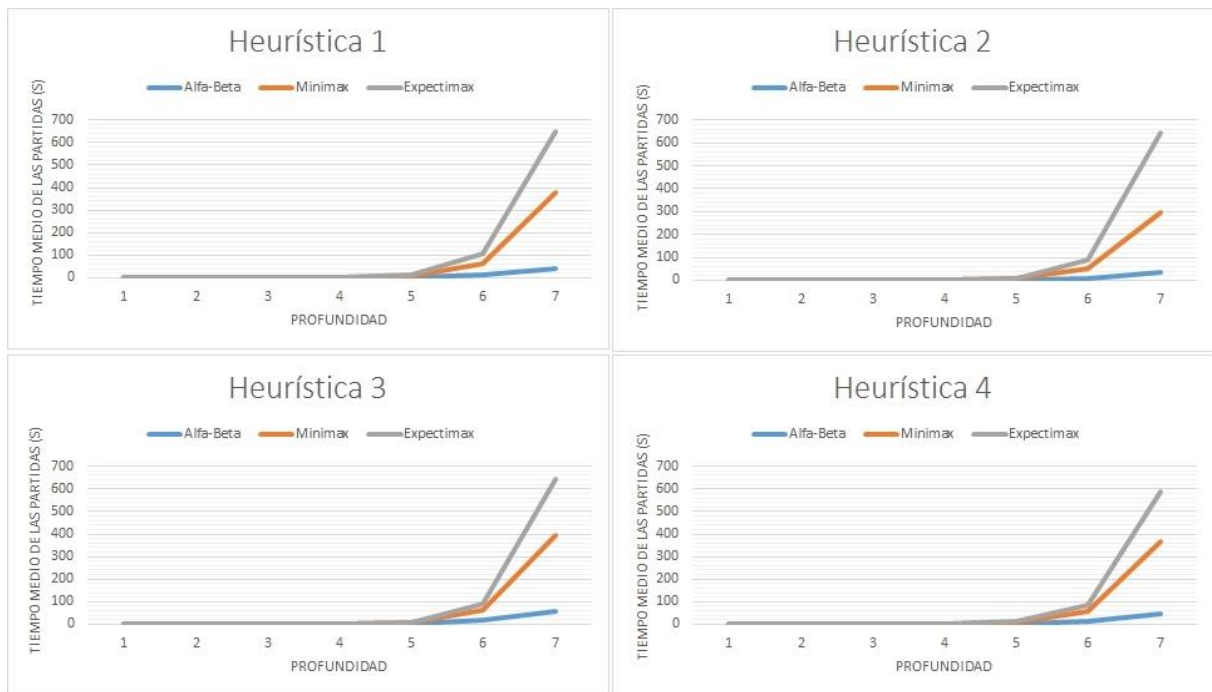 Heurística 1
Alfa-Beta Minimax Expectimax
TIEMPO MEDIO DE LAS PARTIDAS (S)
700
600
500
400
300
200
100
0
1 2 3 4 5 6 7
PROFUNDIDAD
Heurística 2
Alfa-Beta Minimax Expectimax
TIEMPO MEDIO DE LAS PARTIDAS (S)
700
600
500
400
300
200
100
0
1 2 3 4 5 6 7
PROFUNDIDAD
Heurística 3
Alfa-Beta Minimax Expectimax
TIEMPO MEDIO DE LAS PARTIDAS (S)
700
600
500
400
300
200
100
0
1 2 3 4 5 6 7
PROFUNDIDAD
Heurística 4
Alfa-Beta Minimax Expectimax
TIEMPO MEDIO DE LAS PARTIDAS (S)
700
600
500
400
300
200
100
0
1 2 3 4 5 6 7
PROFUNDIDAD